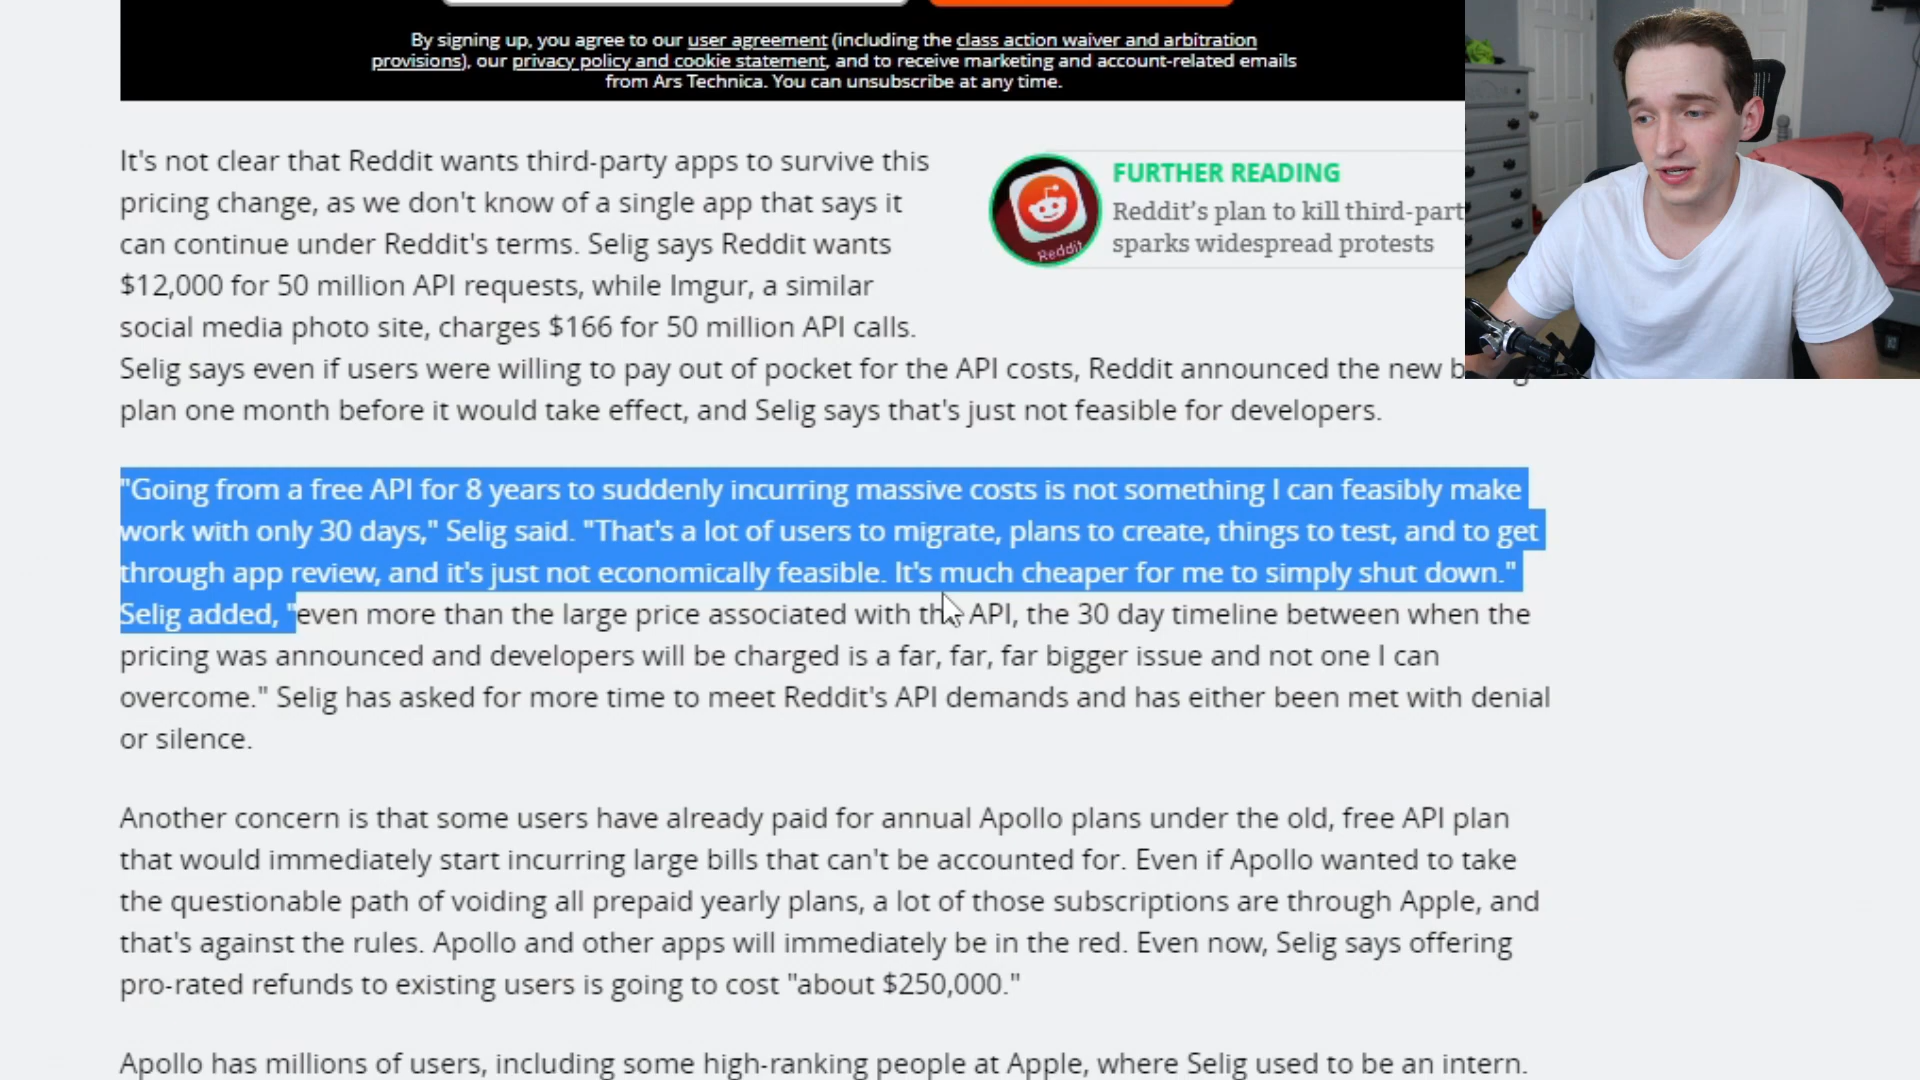 By signing up, you agree to our user agreement (including the class action waiver and arbitration
provisions), our privacy policy and cookie statement, and to receive marketing and account-related emails
from Ars Technica. You can unsubscribe at any time.
It's not clear that Reddit wants third-party apps to survive this
pricing change, as we don't know of a single app that says it
can continue under Reddit's terms. Selig says Reddit wants
$12,000 for 50 million API requests, while Imgur, a similar
social media photo site, charges $166 for 50 million API calls.
FURTHER READING
Reddit's plan to kill third-part
sparks widespread protests
Reddit
Selig says even if users were willing to pay out of pocket for the API costs, Reddit announced the new
plan one month before it would take effect, and Selig says that's just not feasible for developers.
"Going from a free API for 8 years to suddenly incurring massive costs is not something I can feasibly make
work with only 30 days," Selig said. "That's a lot of users to migrate, plans to create, things to test, and to get
through app review, and it's just not economically feasible. It's much cheaper for me to simply shut down."
Selig added, "even more than the large price associated with the API, the 30 day timeline between when the
pricing was announced and developers will be charged is a far, far, far bigger issue and not one I can
overcome." Selig has asked for more time to meet Reddit's API demands and has either been met with denial
or silence.
Another concern is that some users have already paid for annual Apollo plans under the old, free API plan
that would immediately start incurring large bills that can't be accounted for. Even if Apollo wanted to take
the questionable path of voiding all prepaid yearly plans, a lot of those subscriptions are through Apple, and
that's against the rules. Apollo and other apps will immediately be in the red. Even now, Selig says offering
pro-rated refunds to existing users is going to cost "about $250,000."
Apollo has millions of users, including some high-ranking people at Apple, where Selig used to be an intern.